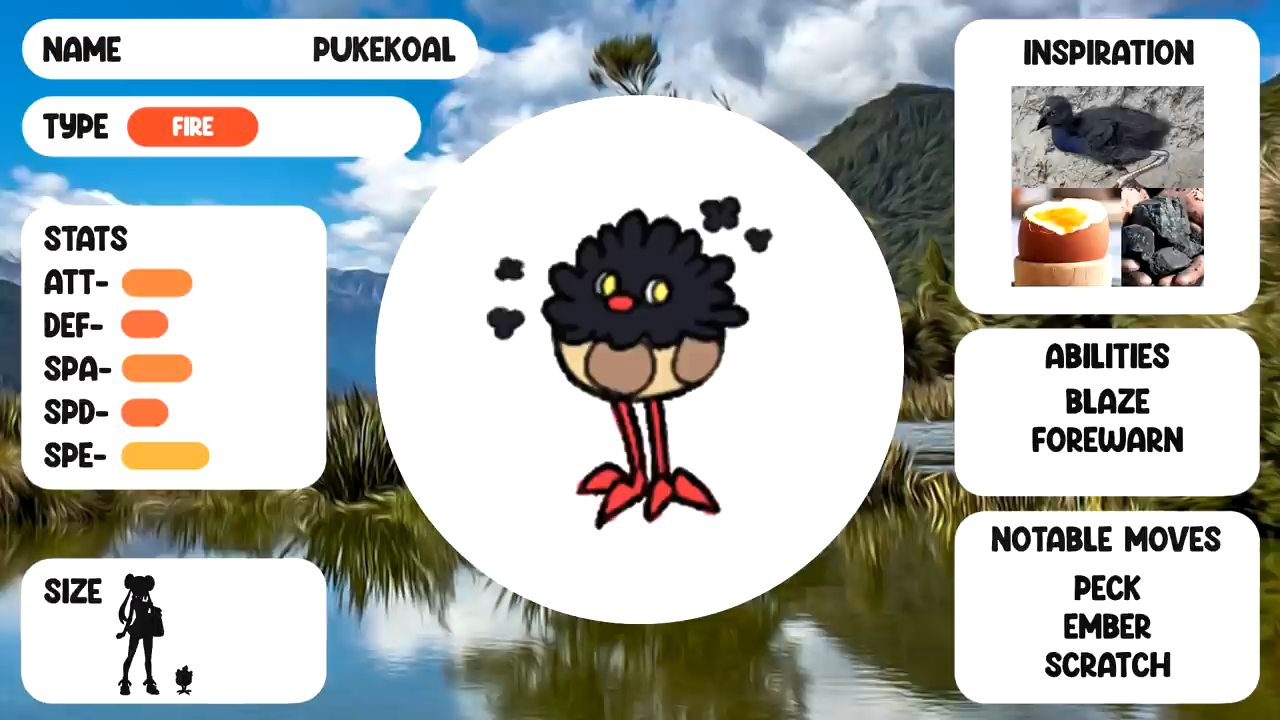 NAME PUKEKOAL
TYPE FIRE
STATS
ATT-
DEF-
SPA-
SPD-
SPE-
SIZE
INSPIRATION
ABILITIES
BLAZE
FOREWARN
NOTABLE MOVES
PECK
EMBER
SCRATCH